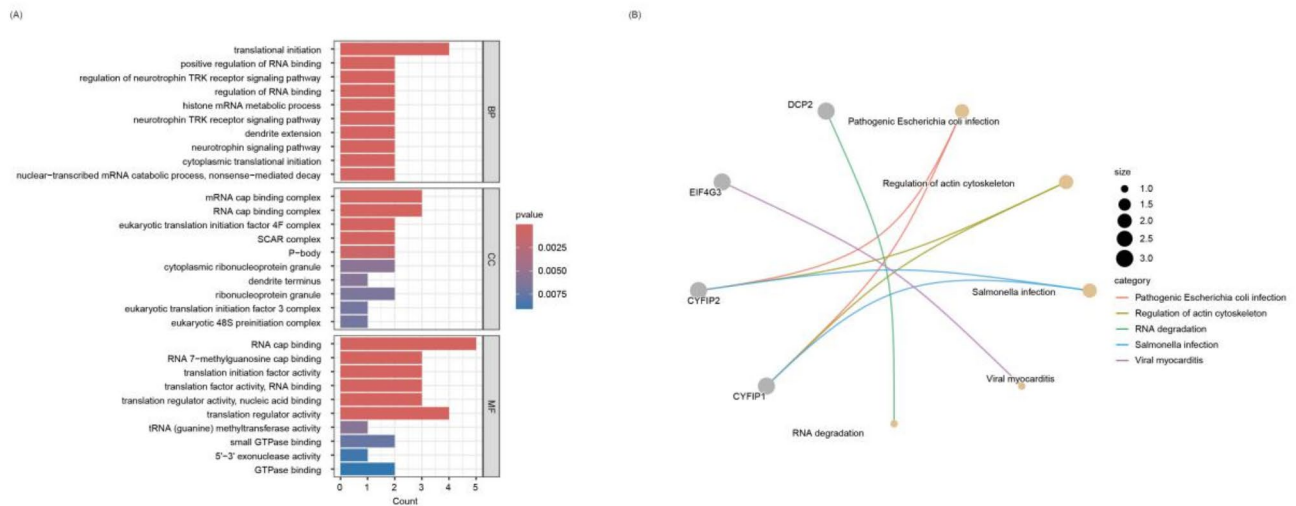 (A)
translational initiation
positive regulation of RNA binding
regulation of neurotrophin TRK receptor signaling pathway
regulation of RNA binding
histone mRNA metabolic process
neurotrophin TRK receptor signaling pathway
dendrite extension
neurotrophin signaling pathway
cytoplasmic translational initiation
nuclear-transcribed mRNA catabolic process, nonsense-mediated decay
BP
mRNA cap binding complex
RNA cap binding complex
eukaryotic translation initiation factor 4F complex
SCAR complex
P-body
cytoplasmic ribonucleoprotein granule
dendrite terminus
ribonucleoprotein granule
eukaryotic translation initiation factor 3 complex
eukaryotic 48S preinitiation complex
CC
RNA cap binding
RNA 7-methylguanosine cap binding
translation initiation factor activity
translation factor activity, RNA binding
translation regulator activity, nucleic acid binding
translation regulator activity
tRNA (guanine) methyltransferase activity
small GTPase binding
5'-3' exonuclease activity
GTPase binding
MF
0 1 2 3 4 5
Count
pvalue
0.0025
0.0050
0.0075
(B)
DCP2
Pathogenic Escherichia coli infection
EIF4G3
Regulation of actin cytoskeleton
CYFIP2
Salmonella infection
CYFIP1
Viral myocarditis
RNA degradation
size
1.0
1.5
2.0
2.5
3.0
category
Pathogenic Escherichia coli infection
Regulation of actin cytoskeleton
RNA degradation
Salmonella infection
Viral myocarditis